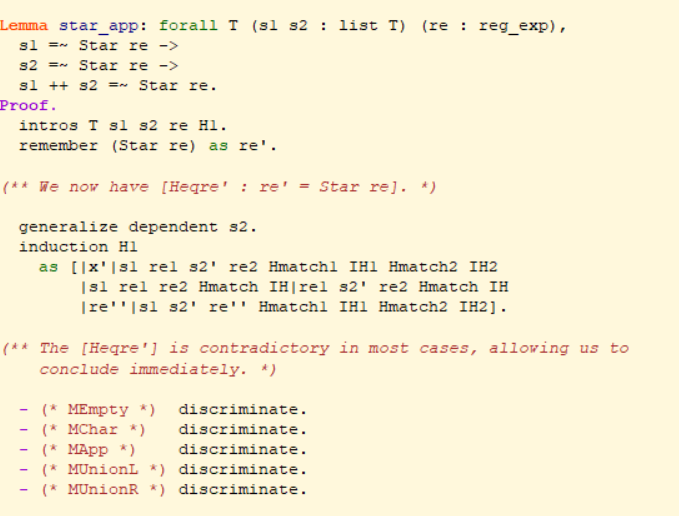 Lemma star_app: forall T (s1 s2 : list T) (re : reg_exp),
s1 =~ Star re ->
s2 =~ Star re ->
s1 ++ s2 =~ Star re.
Proof.
intros T s1 s2 re H1.
remember (Star re) as re'.
(** We now have [Heqre' : re' = Star re]. *)
generalize dependent s2.
induction H1
as [|x'|s1 re1 s2' re2 Hmatch1 IH1 Hmatch2 IH2
|s1 re1 re2 Hmatch IH|re1 s2' re2 Hmatch IH
|re''|s1 s2' re'' Hmatch1 IH1 Hmatch2 IH2].
(** The [Heqre'] is contradictory in most cases, allowing us to
conclude immediately. *)
- (* MEmpty *) discriminate.
- (* MChar *) discriminate.
- (* MApp *) discriminate.
- (* MUnionL *) discriminate.
- (* MUnionR *) discriminate.